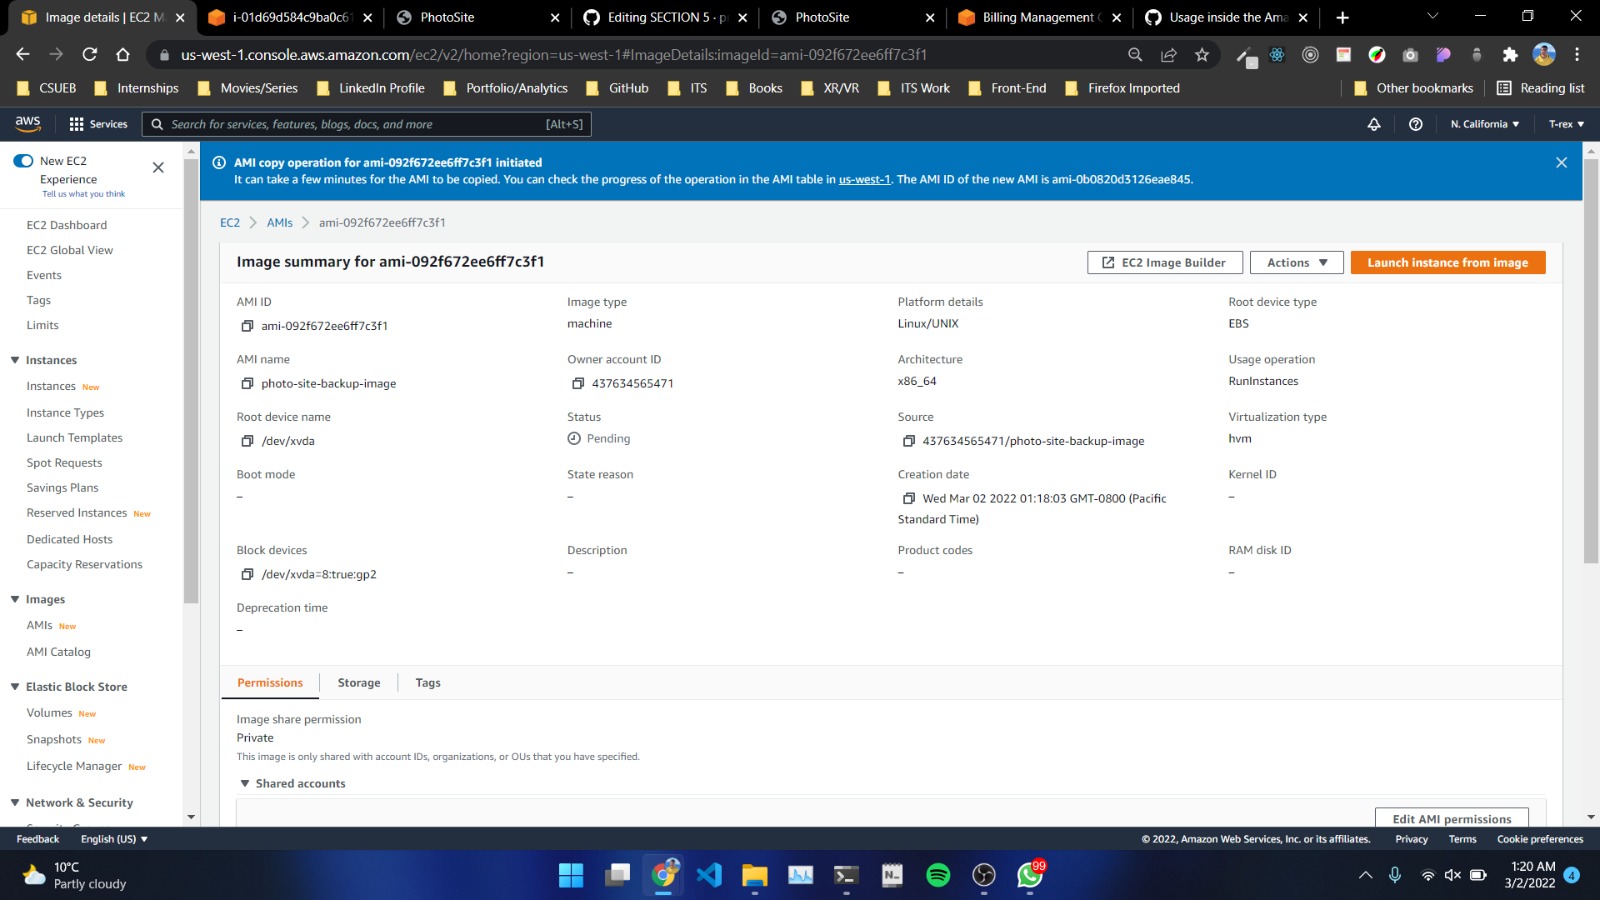 Image details | EC2 M
i-01d69d584c9ba0c61
PhotoSite
Editing SECTION 5 · p
PhotoSite
Billing Management C
Usage inside the Ama
us-west-1.console.aws.amazon.com/ec2/v2/home?region=us-west-1#ImageDetails:imageId=ami-092f672ee6ff7c3f1
CSUEB
Internships
Movies/Series
LinkedIn Profile
Portfolio/Analytics
GitHub
ITS
Books
XR/VR
ITS Work
Front-End
Firefox Imported
Other bookmarks
Reading list
aws
Services
Search for services, features, blogs, docs, and more
[Alt+S]
N. California
T-rex
New EC2
Experience
Tell us what you think
EC2 Dashboard
EC2 Global View
Events
Tags
Limits
Instances
Instances New
Instance Types
Launch Templates
Spot Requests
Savings Plans
Reserved Instances New
Dedicated Hosts
Capacity Reservations
Images
AMIs New
AMI Catalog
Elastic Block Store
Volumes New
Snapshots New
Lifecycle Manager New
Network & Security
AMI copy operation for ami-092f672ee6ff7c3f1 initiated
It can take a few minutes for the AMI to be copied. You can check the progress of the operation in the AMI table in us-west-1. The AMI ID of the new AMI is ami-0b0820d3126eae845.
EC2 > AMIs > ami-092f672ee6ff7c3f1
Image summary for ami-092f672ee6ff7c3f1
EC2 Image Builder
Actions
Launch instance from image
AMI ID
ami-092f672ee6ff7c3f1
Image type
machine
Platform details
Linux/UNIX
Root device type
EBS
AMI name
photo-site-backup-image
Owner account ID
437634565471
Architecture
x86_64
Usage operation
RunInstances
Root device name
/dev/xvda
Status
Pending
Source
437634565471/photo-site-backup-image
Virtualization type
hvm
Boot mode
–
State reason
–
Creation date
Wed Mar 02 2022 01:18:03 GMT-0800 (Pacific
Standard Time)
Kernel ID
–
Block devices
/dev/xvda=8:true:gp2
Description
–
Product codes
–
RAM disk ID
–
Deprecation time
–
Permissions
Storage
Tags
Image share permission
Private
This image is only shared with account IDs, organizations, or OUs that you have specified.
Shared accounts
Edit AMI permissions
Feedback
English (US)
© 2022, Amazon Web Services, Inc. or its affiliates.
Privacy
Terms
Cookie preferences
10°C
Partly cloudy
99
1:20 AM
3/2/2022
4